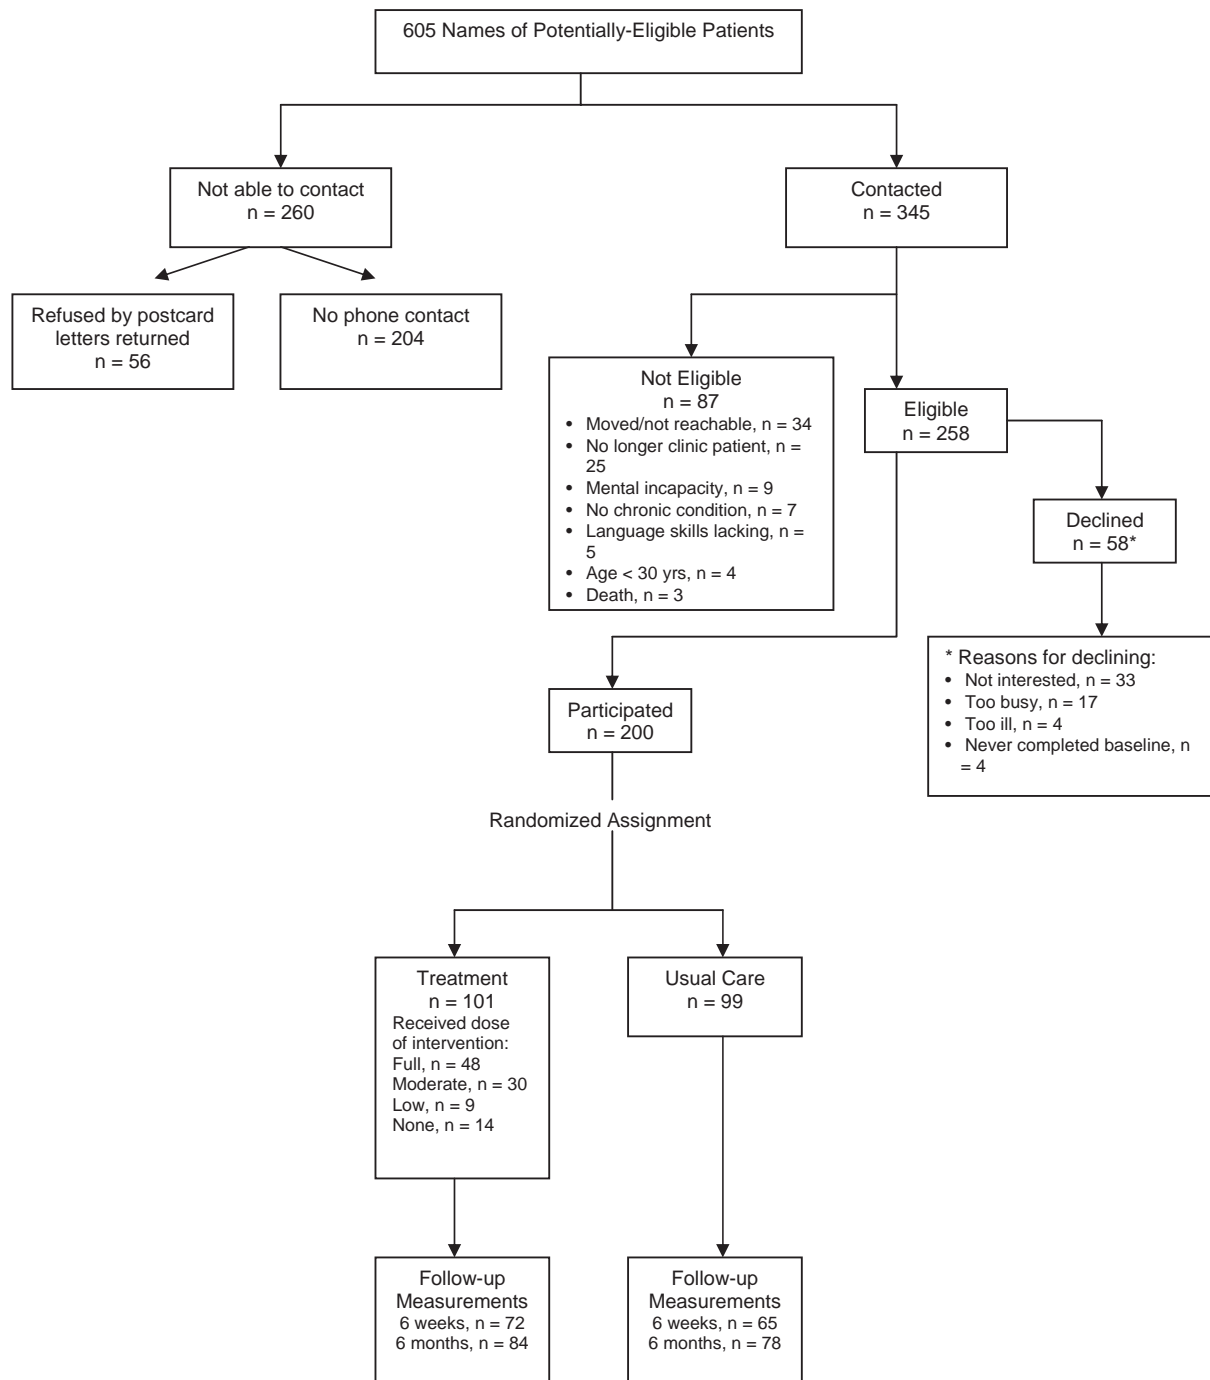 605 Names of Potentially-Eligible Patients
Not able to contact
n = 260
Contacted
n = 345
Refused by postcard
letters returned
n = 56
No phone contact
n = 204
Not Eligible
n = 87
• Moved/not reachable, n = 34
• No longer clinic patient, n =
25
• Mental incapacity, n = 9
• No chronic condition, n = 7
• Language skills lacking, n =
5
• Age < 30 yrs, n = 4
• Death, n = 3
Eligible
n = 258
Declined
n = 58*
* Reasons for declining:
• Not interested, n = 33
• Too busy, n = 17
• Too ill, n = 4
• Never completed baseline, n
= 4
Participated
n = 200
Randomized Assignment
Treatment
n = 101
Received dose
of intervention:
Full, n = 48
Moderate, n = 30
Low, n = 9
None, n = 14
Usual Care
n = 99
Follow-up
Measurements
6 weeks, n = 72
6 months, n = 84
Follow-up
Measurements
6 weeks, n = 65
6 months, n = 78